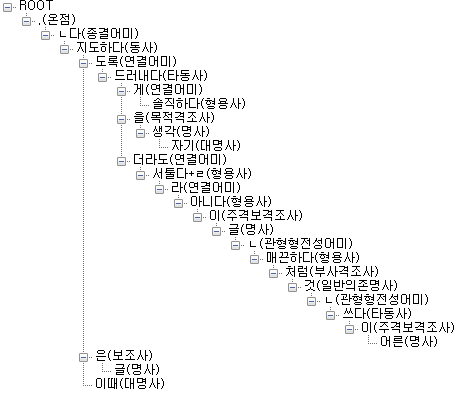 ROOT
.(온점)
ㄴ다(종결어미)
지도하다(동사)
도록(연결어미)
드러내다(타동사)
게(연결어미)
솔직하다(형용사)
을(목적격조사)
생각(명사)
자기(대명사)
더라도(연결어미)
서툴다+ㄹ(형용사)
라(연결어미)
아니다(형용사)
이(주격보격조사)
글(명사)
ㄴ(관형형전성어미)
매끈하다(형용사)
처럼(부사격조사)
것(일반의존명사)
ㄴ(관형형전성어미)
쓰다(타동사)
이(주격보격조사)
어른(명사)
은(보조사)
글(명사)
이때(대명사)